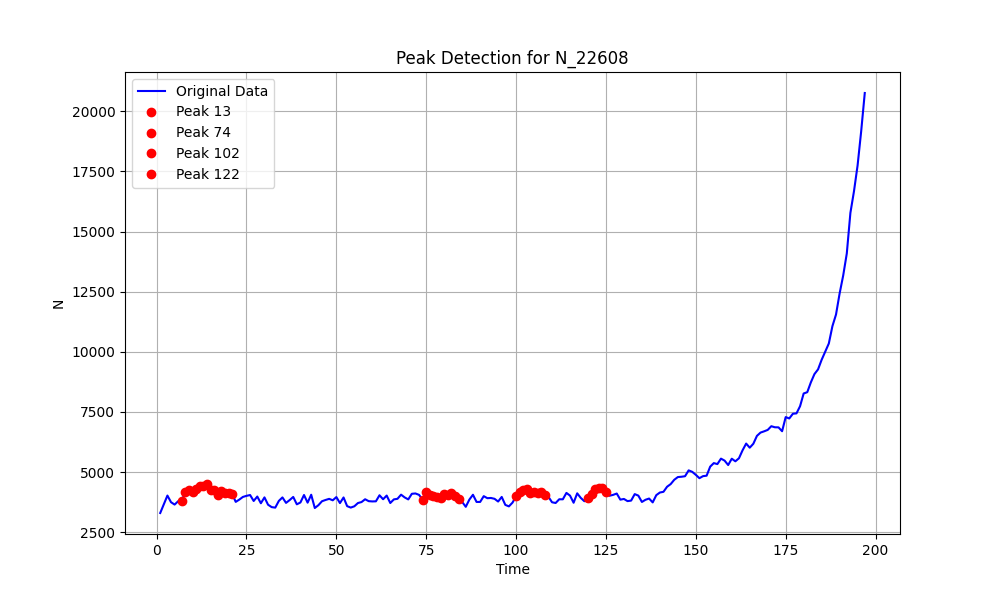 Peak Detection for N_22608
Original Data
Peak 13
Peak 74
Peak 102
Peak 122
20000
17500
15000
12500
10000
7500
5000
2500
N
0 25 50 75 100 125 150 175 200
Time